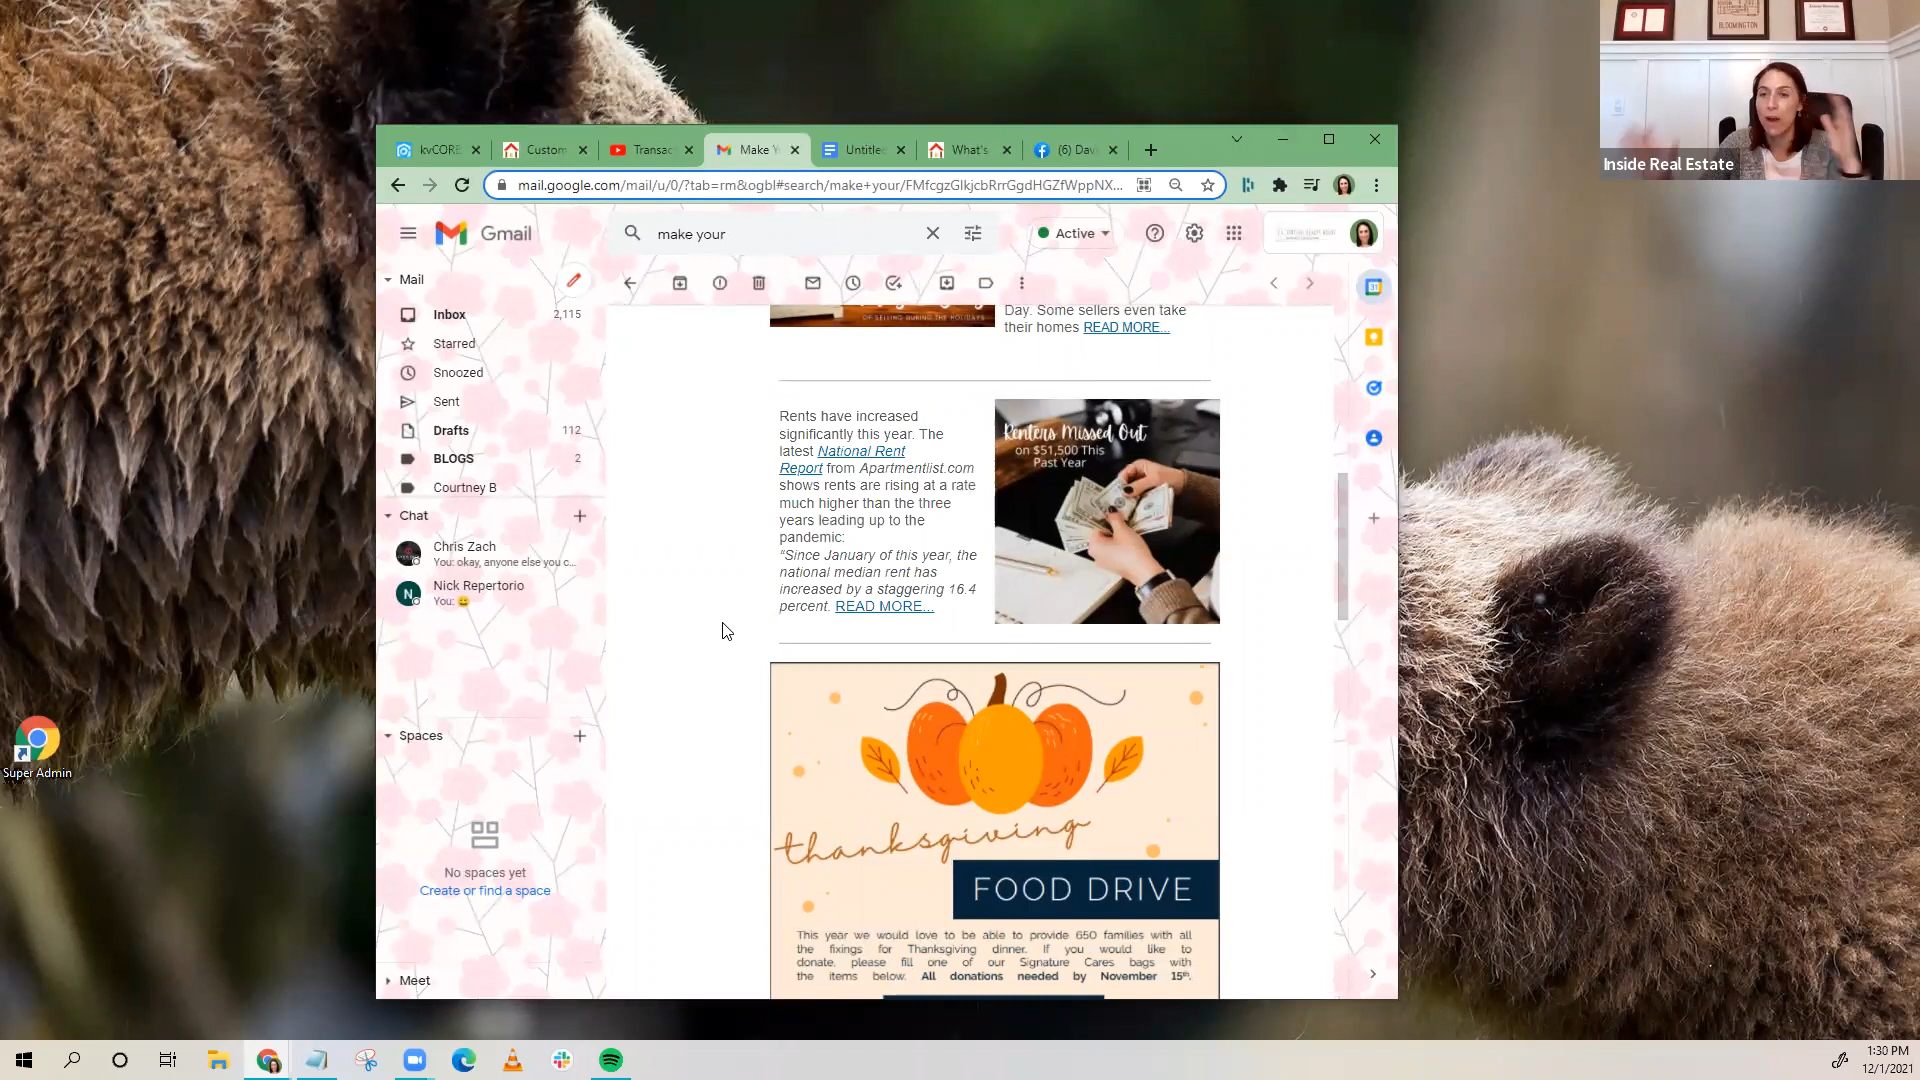 BLOOMINGTON
Inside Real Estate
kvCORE
Custom
Transac
Make Y
Untitle
What's
(6) Dav
mail.google.com/mail/u/0/?tab=rm&ogbl#search/make+your/FMfcgzGlkjcbRrrGgdHGZfWppNX...
Gmail
make your
Active
Mail
Inbox 2,115
Starred
Snoozed
Sent
Drafts 112
BLOGS 2
Courtney B
Chat
Chris Zach
You: okay, anyone else you c...
N
Nick Repertorio
You: 😄
Spaces
No spaces yet
Create or find a space
Meet
31
OF SELLING DURING THE HOLIDAYS
Day. Some sellers even take
their homes READ MORE...
Rents have increased
significantly this year. The
latest National Rent
Report from Apartmentlist.com
shows rents are rising at a rate
much higher than the three
years leading up to the
pandemic:
"Since January of this year, the
national median rent has
increased by a staggering 16.4
percent. READ MORE...
Renters Missed Out
on $51,500 This
Past Year
thanksgiving
FOOD DRIVE
This year we would love to be able to provide 650 families with all
the fixings for Thanksgiving dinner. If you would like to
donate, please fill one of our Signature Cares bags with
the items below. All donations needed by November 15th.
Super Admin
1:30 PM
12/1/2021